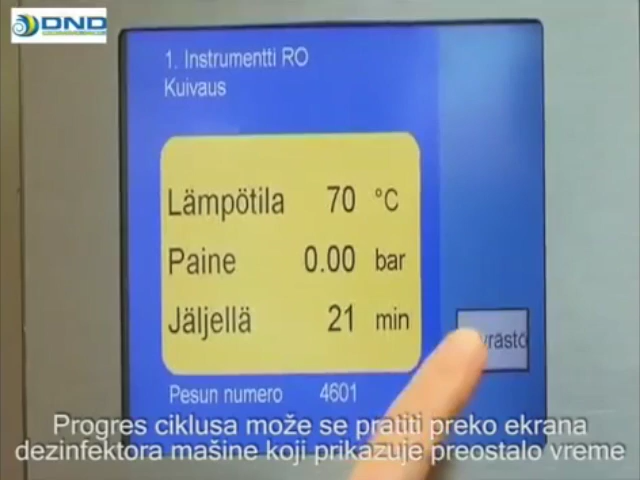 DND
1. Instrumentti RO
Kuivaus
Lämpötila 70 °C
Paine 0.00 bar
Jäljellä 21 min
Pesun numero 4601
Progres ciklusa može se pratiti preko ekrana
dezinfektora mašine koji prikazuje preostalo vreme